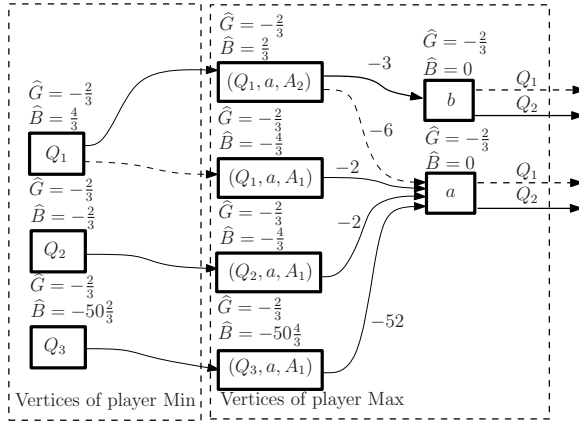 Ĝ = −2/3
B̂ = 4/3
Q₁
Ĝ = −2/3
B̂ = −2/3
Q₂
Ĝ = −2/3
B̂ = −50 2/3
Q₃
Vertices of player Min
Ĝ = −2/3
B̂ = 2/3
(Q₁, a, A₂)
Ĝ = −2/3
B̂ = −4/3
(Q₁, a, A₁)
Ĝ = −2/3
B̂ = −4/3
(Q₂, a, A₁)
Ĝ = −2/3
B̂ = −50 4/3
(Q₃, a, A₁)
−3
−6
−2
−2
−52
Ĝ = −2/3
B̂ = 0
b
Q₁
Q₂
Ĝ = −2/3
B̂ = 0
a
Q₁
Q₂
Vertices of player Max